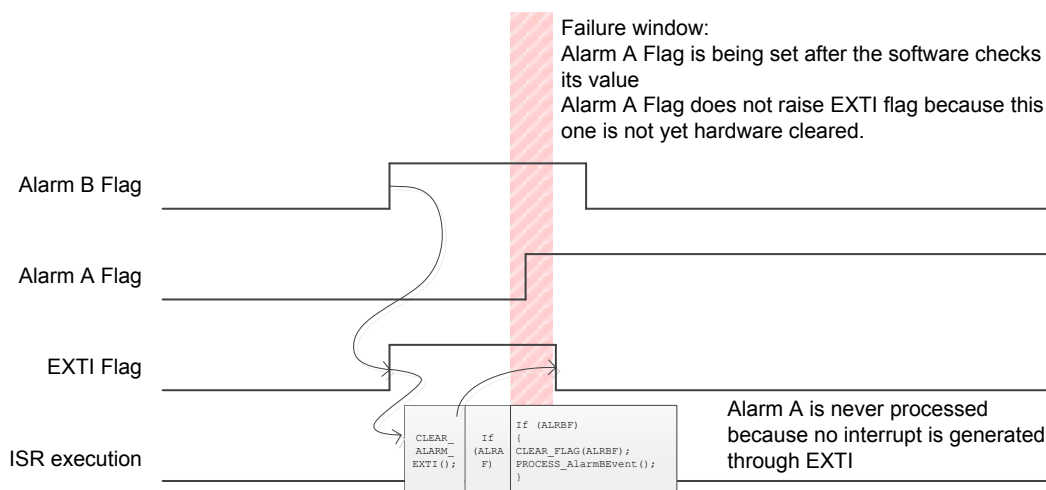 Failure window:
Alarm A Flag is being set after the software checks
its value
Alarm A Flag does not raise EXTI flag because this
one is not yet hardware cleared.
Alarm B Flag
Alarm A Flag
EXTI Flag
ISR execution
CLEAR_
ALARM_
EXTI();
If
(ALRA
F)
If (ALRBF)
{
CLEAR_FLAG(ALRBF);
PROCESS_AlarmBEvent();
}
Alarm A is never processed
because no interrupt is generated
through EXTI